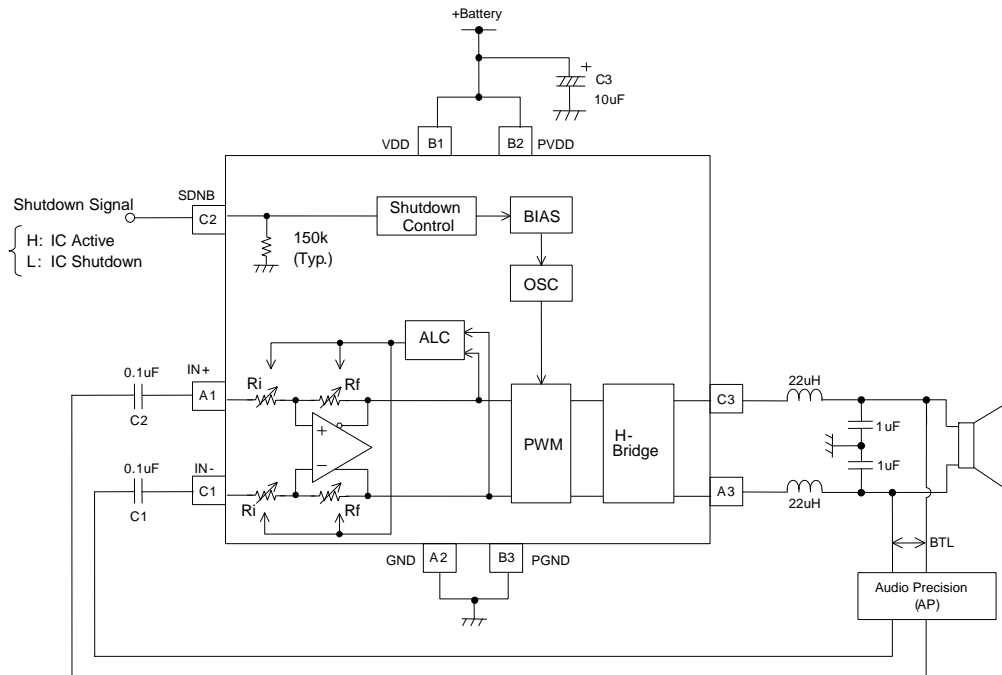 +Battery
+
C3
10uF
VDD
B1
B2
PVDD
SDNB
Shutdown Signal
C2
H: IC Active
L: IC Shutdown
150k
(Typ.)
Shutdown
Control
BIAS
OSC
ALC
0.1uF
IN+
A1
C2
Ri
Rf
+
−
PWM
H-
Bridge
C3
22uH
1uF
1uF
0.1uF
IN-
C1
C1
Ri
Rf
A3
22uH
GND
A2
B3
PGND
BTL
Audio Precision
(AP)